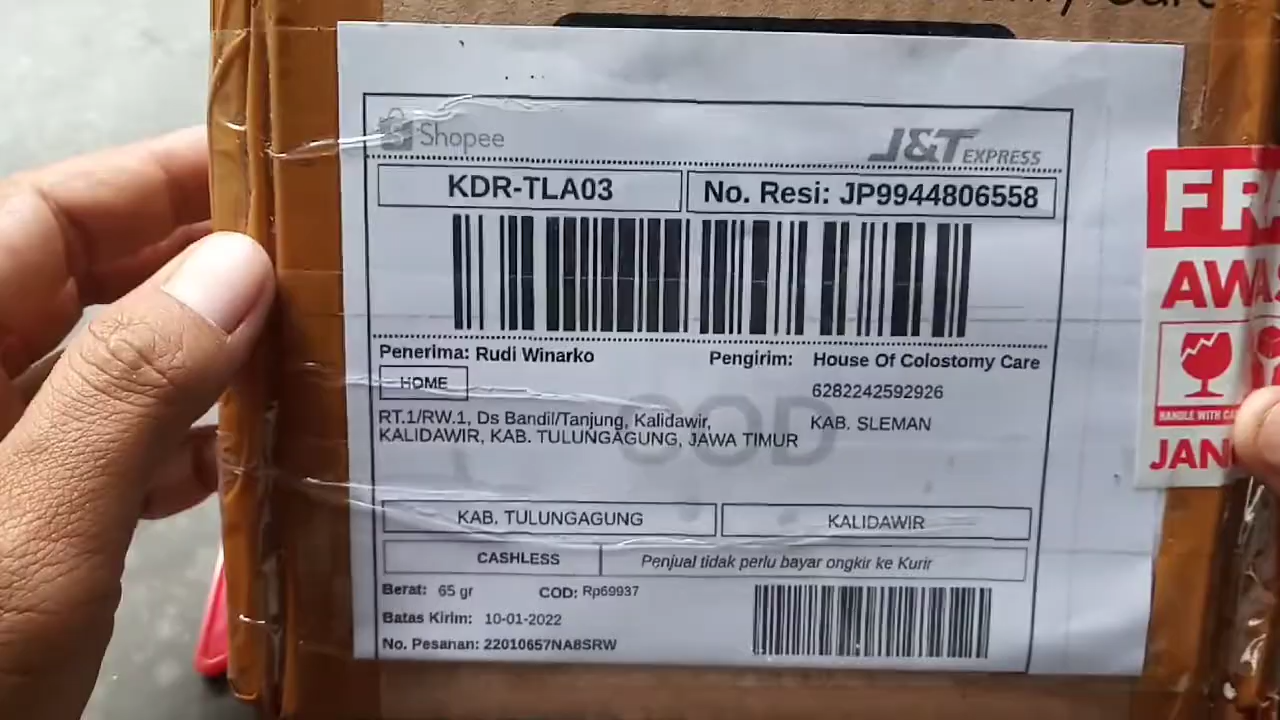 Care
Shopee
J&T EXPRESS
KDR-TLA03
No. Resi: JP9944806558
Penerima: Rudi Winarko
Pengirim: House Of Colostomy Care
HOME
6282242592926
RT.1/RW.1, Ds Bandil/Tanjung, Kalidawir,
KALIDAWIR, KAB. TULUNGAGUNG, JAWA TIMUR
KAB. SLEMAN
COD
KAB. TULUNGAGUNG
KALIDAWIR
CASHLESS
Penjual tidak perlu bayar ongkir ke Kurir
Berat: 65 gr
COD: Rp69937
Batas Kirim: 10-01-2022
No. Pesanan: 22010657NA8SRW
FRA
AWAS
HANDLE WITH CA
JAN